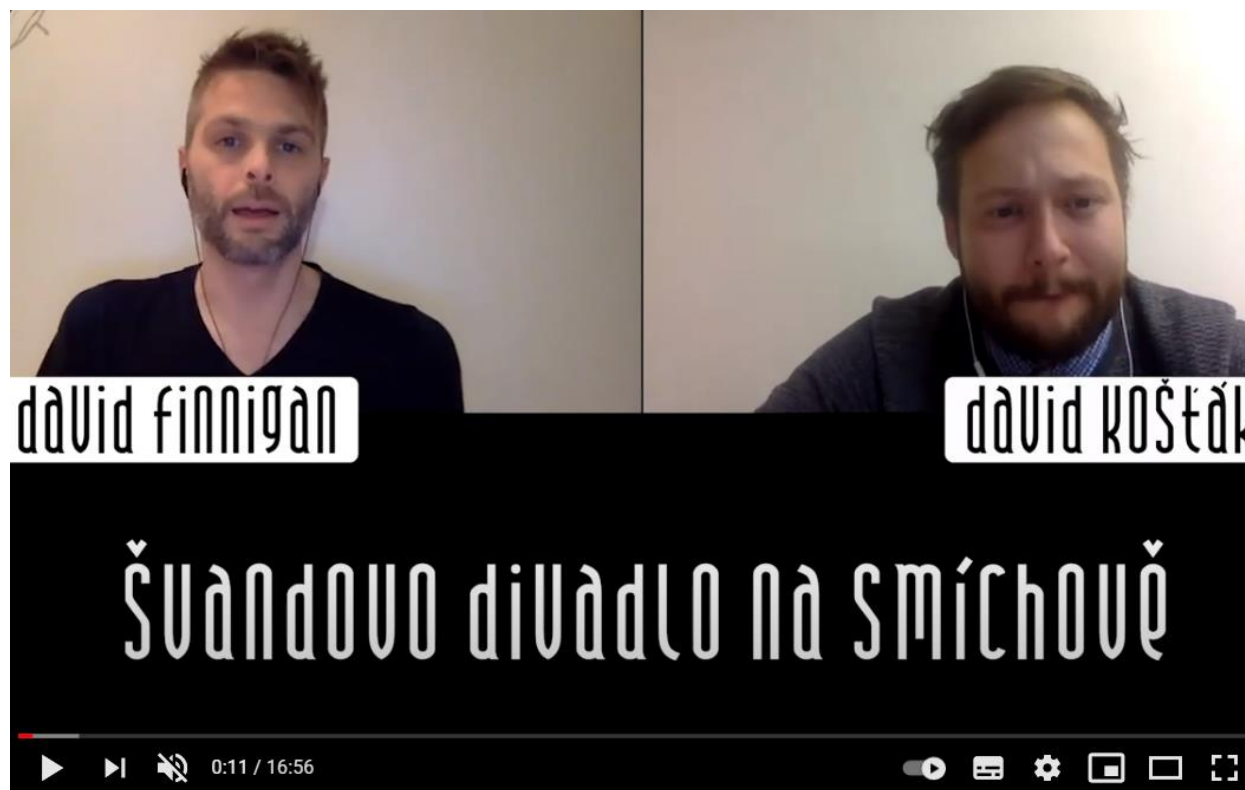 david finnigan
david košťák
švandovo divadlo na smíchově
0:11 / 16:56